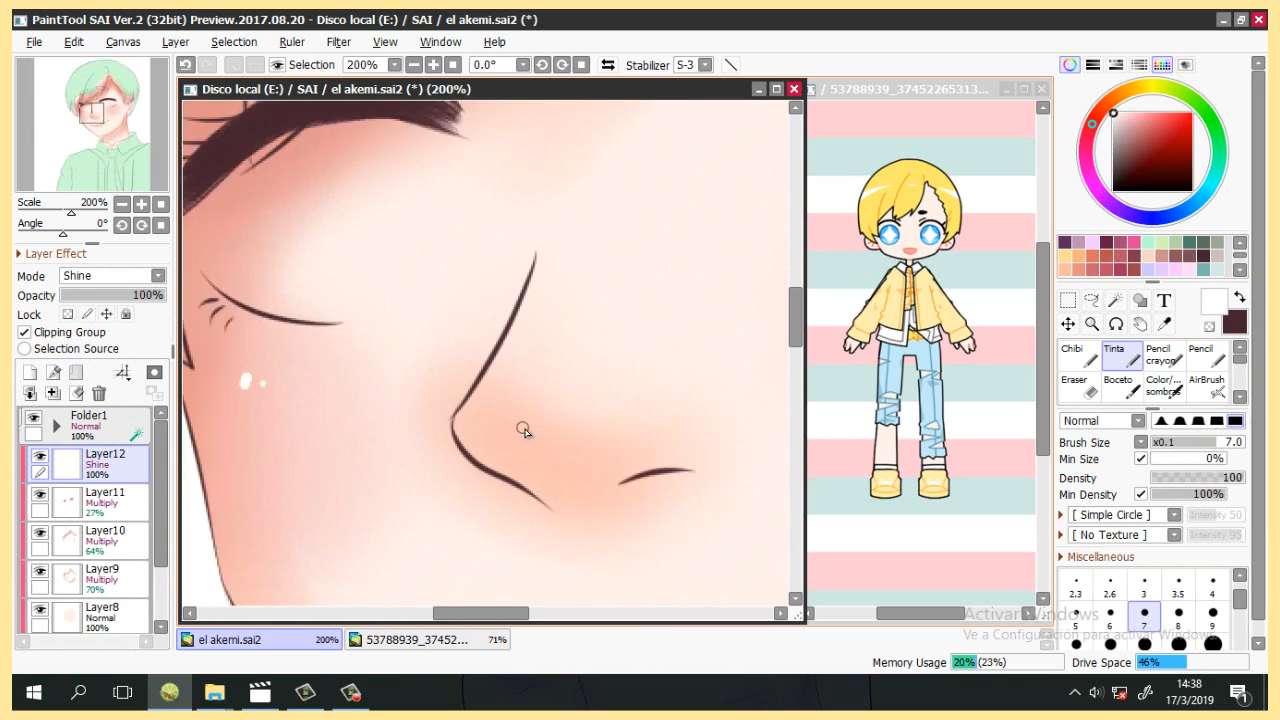 PaintTool SAI Ver.2 (32bit) Preview.2017.08.20 - Disco local (E:) / SAI / el akemi.sai2 (*)
File Edit Canvas Layer Selection Ruler Filter View Window Help
Selection 200% 0.0° Stabilizer S-3
Disco local (E:) / SAI / el akemi.sai2 (*) (200%)
/ 53788939_37452265313...
Scale 200%
Angle 0°
Layer Effect
Mode Shine
Opacity 100%
Lock
Clipping Group
Selection Source
Folder1
Normal
100%
Layer12
Shine
100%
Layer11
Multiply
27%
Layer10
Multiply
64%
Layer9
Multiply
70%
Layer8
Normal
100%
T
Chibi Tinta Pencil crayon Pencil
Eraser Boceto Color/... sombras AirBrush
Normal
Brush Size x0.1 7.0
Min Size 0%
Density 100
Min Density 100%
[ Simple Circle ] Intensity 50
[ No Texture ] Intensity 95
Miscellaneous
2.3 2.6 3 3.5 4
5 6 7 8 9
Activar Windows
Ve a Configuración para activar Windows.
el akemi.sai2 200% 53788939_37452... 71%
Memory Usage 20% (23%) Drive Space 46%
14:38
17/3/2019
1